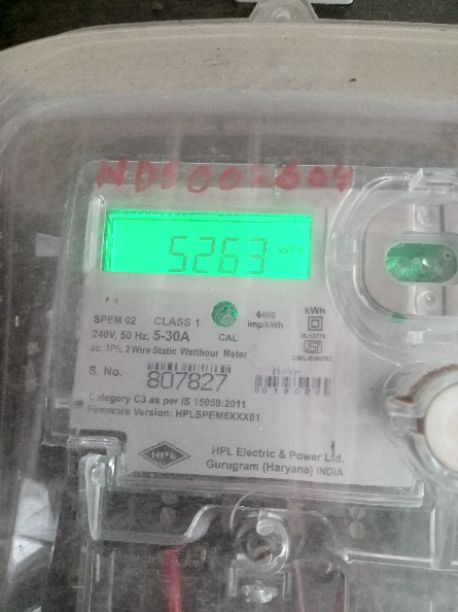 5263
SPEM 02 CLASS 1
6400 imp/kWh
kWh
240V, 50 Hz, 5-30A
CAL
IS:13779
ac, 1Ph, 2 Wire Static Watthour Meter
S. No: 807827
Category C3 as per IS 15959:2011
Firmware Version: HPLSPEM6XXX01
HPL
HPL Electric & Power Ltd.
Gurugram (Haryana) INDIA